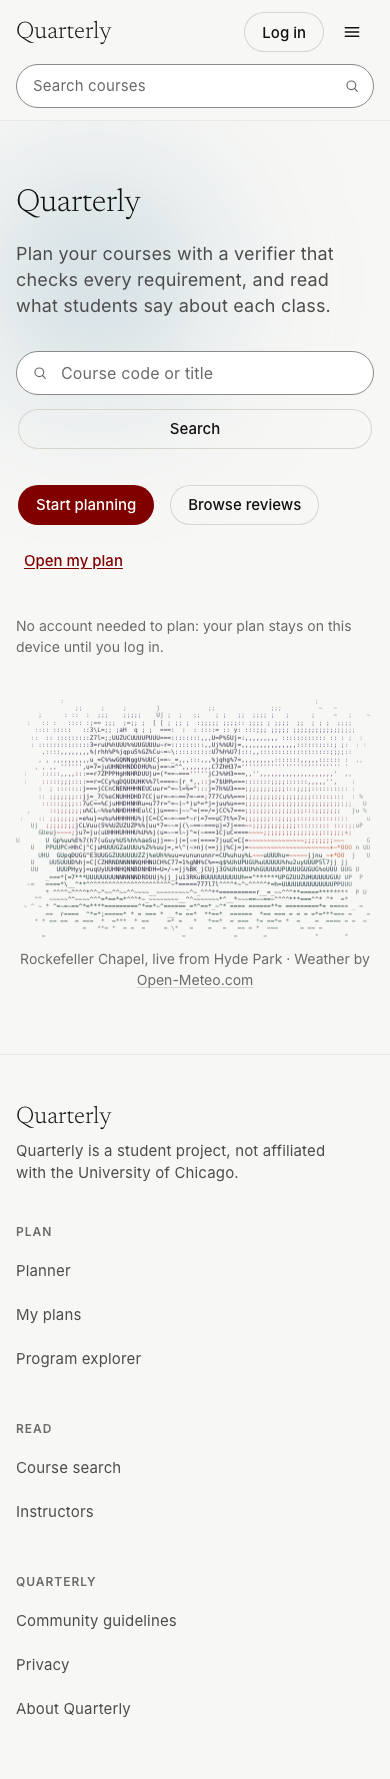 Quarterly
Log in
Search courses
Quarterly
Plan your courses with a verifier that
checks every requirement, and read
what students say about each class.
Course code or title
Search
Start planning
Browse reviews
Open my plan
No account needed to plan: your plan stays on this
device until you log in.
Rockefeller Chapel, live from Hyde Park · Weather by
Open-Meteo.com
Quarterly
Quarterly is a student project, not affiliated
with the University of Chicago.
PLAN
Planner
My plans
Program explorer
READ
Course search
Instructors
QUARTERLY
Community guidelines
Privacy
About Quarterly